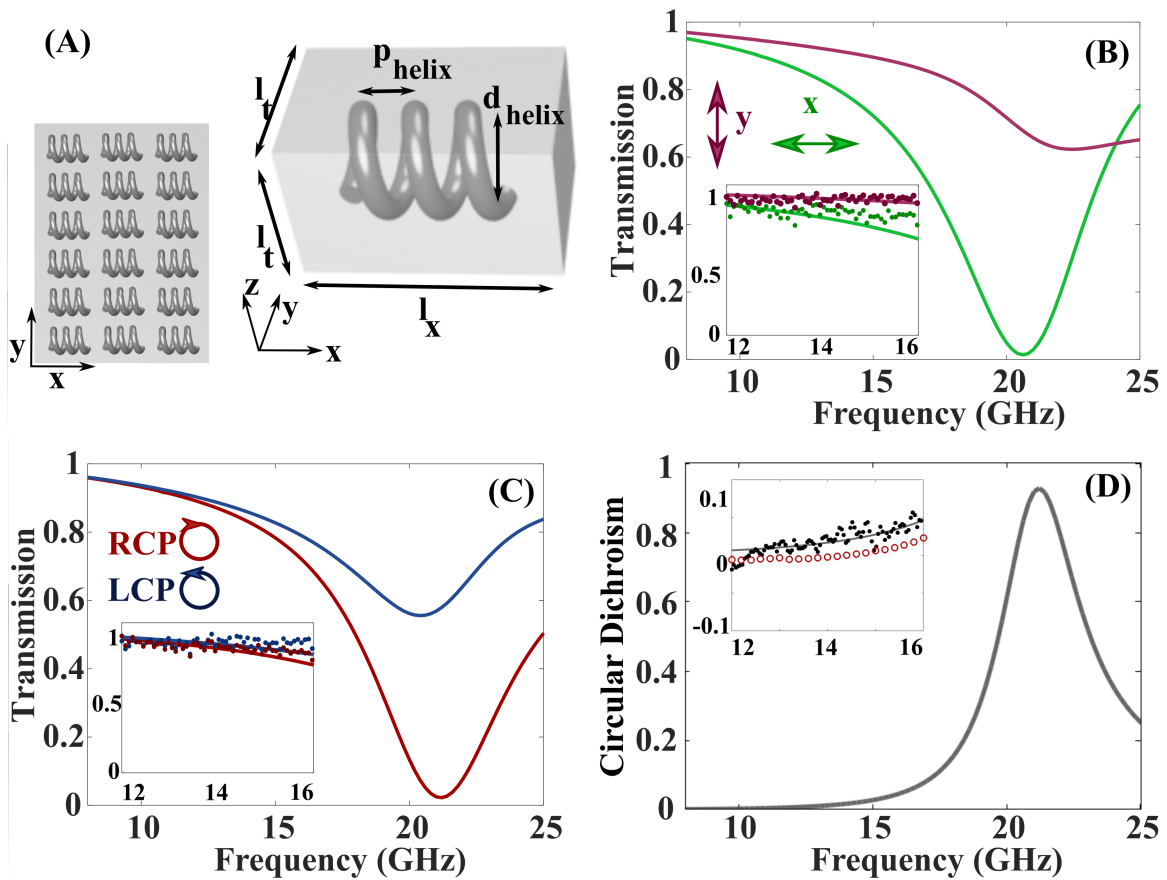 (A)
l t
p helix
d helix
l t
l x
z
y
x
y
x
(B)
Transmission
1
0.8
0.6
0.4
0.2
0
y
x
1
0.5
0
12 14 16
10 15 20 25
Frequency (GHz)
(C)
Transmission
1
0.8
0.6
0.4
0.2
0
RCP
LCP
1
0.5
0
12 14 16
10 15 20 25
Frequency (GHz)
(D)
Circular Dichroism
1
0.8
0.6
0.4
0.2
0
0.1
0
-0.1
12 14 16
10 15 20 25
Frequency (GHz)